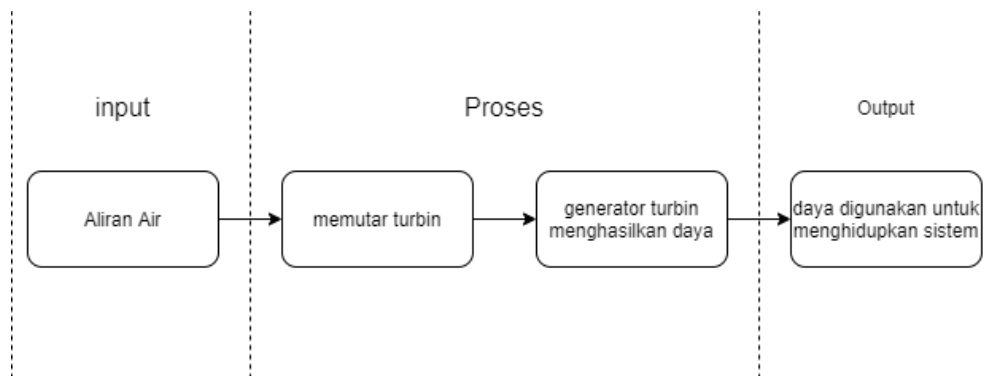 input
Proses
Output
Aliran Air
memutar turbin
generator turbin
menghasilkan daya
daya digunakan untuk
menghidupkan sistem